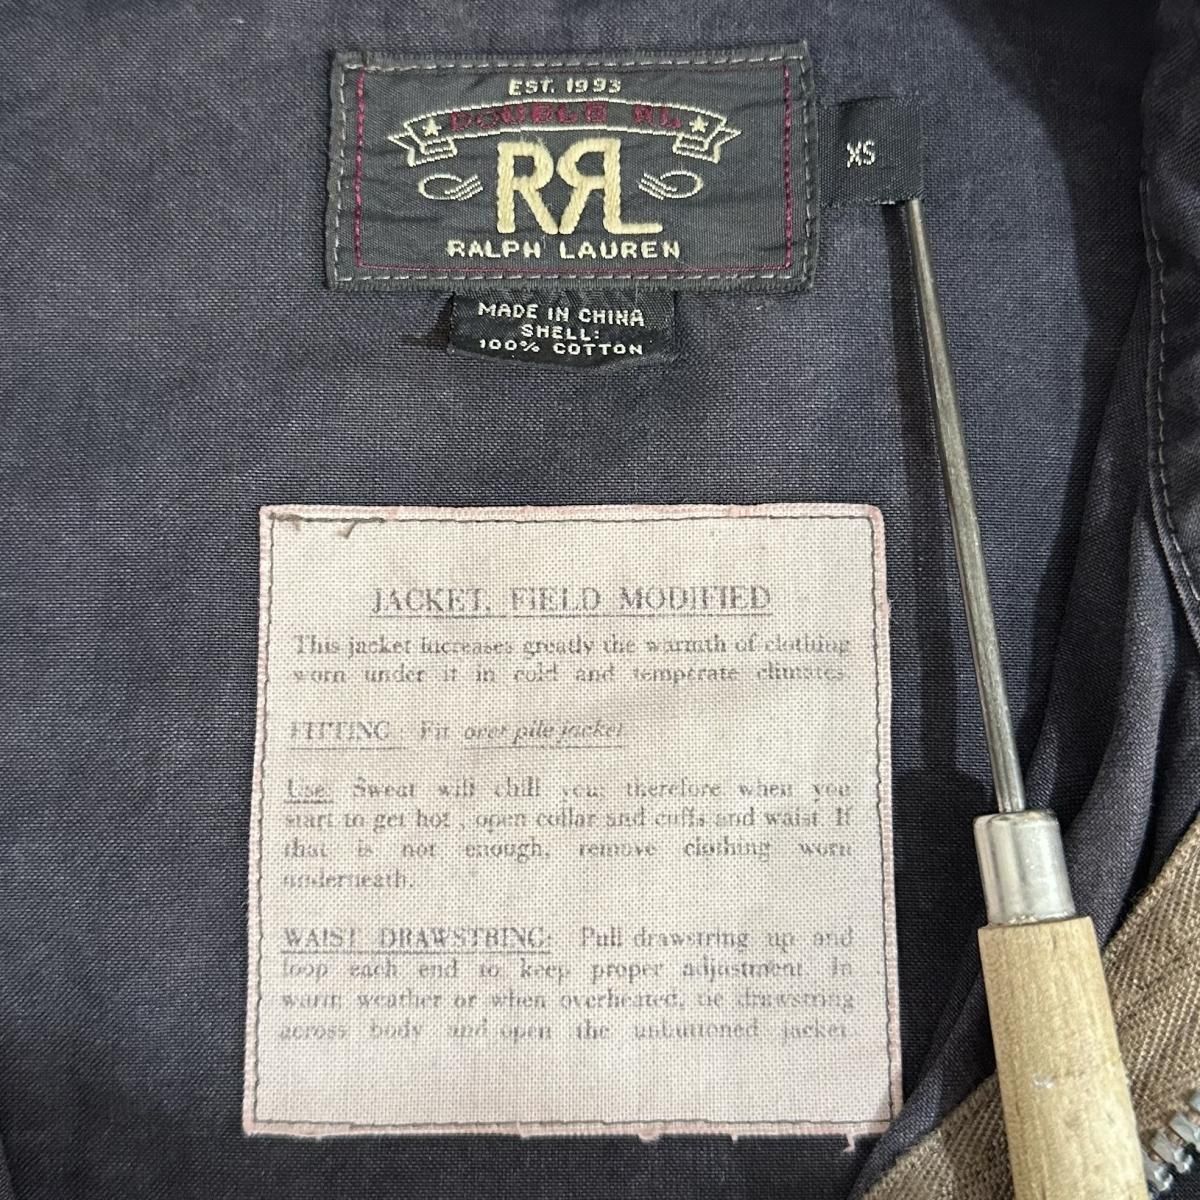 EST. 1993
DOUBLE RL
RRL
RALPH LAUREN
XS
MADE IN CHINA
SHELL:
100% COTTON
JACKET, FIELD MODIFIED
This jacket increases greatly the warmth of clothing
worn under it in cold and temperate climates.
FITTING : Fit over pile jacket.
Use: Sweat will chill you; therefore when you
start to get hot , open collar and cuffs and waist. If
that is not enough, remove clothing worn
underneath.
WAIST DRAWSTRING: Pull drawstring up and
loop each end to keep proper adjustment. In
warm weather or when overheated, tie drawstring
across body and open the unbuttoned jacket.